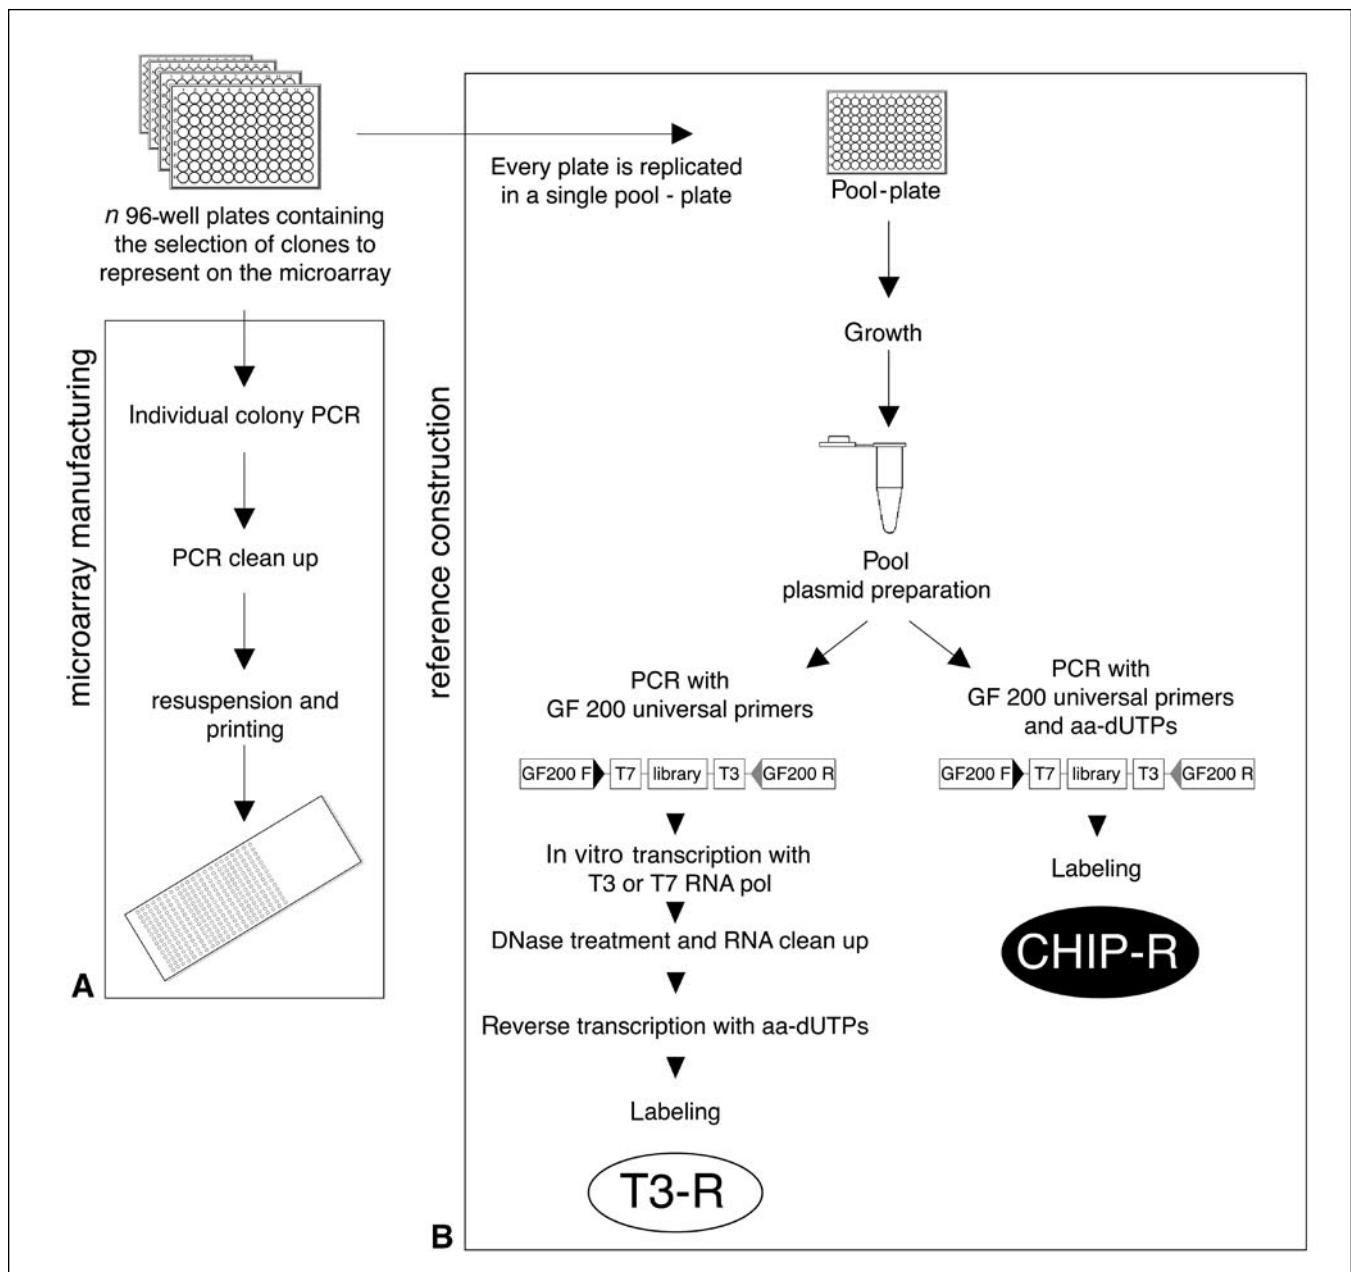 n 96-well plates containing
the selection of clones to
represent on the microarray
microarray manufacturing
Individual colony PCR
PCR clean up
resuspension and
printing
A
Every plate is replicated
in a single pool - plate
reference construction
Pool-plate
Growth
Pool
plasmid preparation
PCR with
GF 200 universal primers
GF200 F T7 library T3 GF200 R
In vitro transcription with
T3 or T7 RNA pol
DNase treatment and RNA clean up
Reverse transcription with aa-dUTPs
Labeling
T3-R
PCR with
GF 200 universal primers
and aa-dUTPs
GF200 F T7 library T3 GF200 R
Labeling
CHIP-R
B